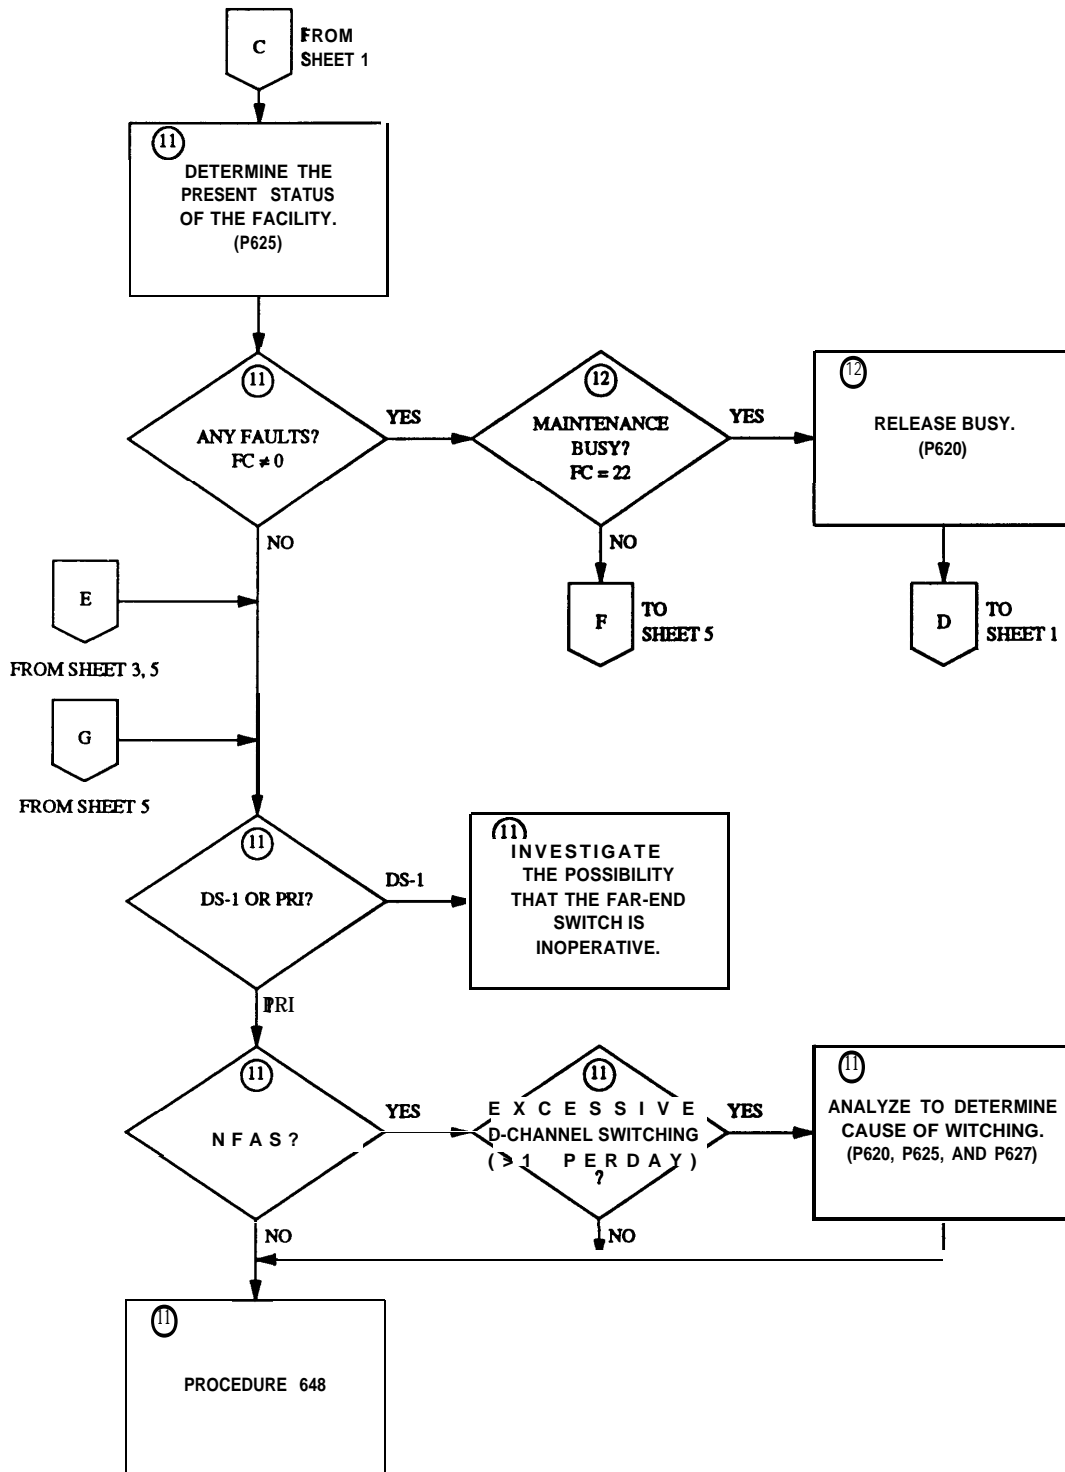 C
FROM
SHEET 1
11
DETERMINE THE
PRESENT STATUS
OF THE FACILITY.
(P625)
11
ANY FAULTS?
FC ≠ 0
YES
12
MAINTENANCE
BUSY?
FC = 22
YES
12
RELEASE BUSY.
(P620)
NO
NO
E
FROM SHEET 3, 5
F
TO
SHEET 5
D
TO
SHEET 1
G
FROM SHEET 5
11
DS-1 OR PRI?
DS-1
11
INVESTIGATE
THE POSSIBILITY
THAT THE FAR-END
SWITCH IS
INOPERATIVE.
PRI
11
NFAS?
YES
11
EXCESSIVE
D-CHANNEL SWITCHING
(>1 PERDAY)
?
YES
11
ANALYZE TO DETERMINE
CAUSE OF WITCHING.
(P620, P625, AND P627)
NO
NO
11
PROCEDURE 648